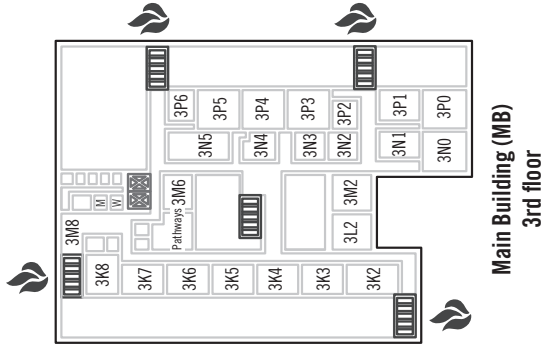 3P6
3P5
3P4
3P3
3P2
3P1
3P0
3N5
3N4
3N3
3N2
3N1
3N0
M
W
3M8
Pathways
3M6
3M2
3L2
3K8
3K7
3K6
3K5
3K4
3K3
3K2
Main Building (MB)
3rd floor